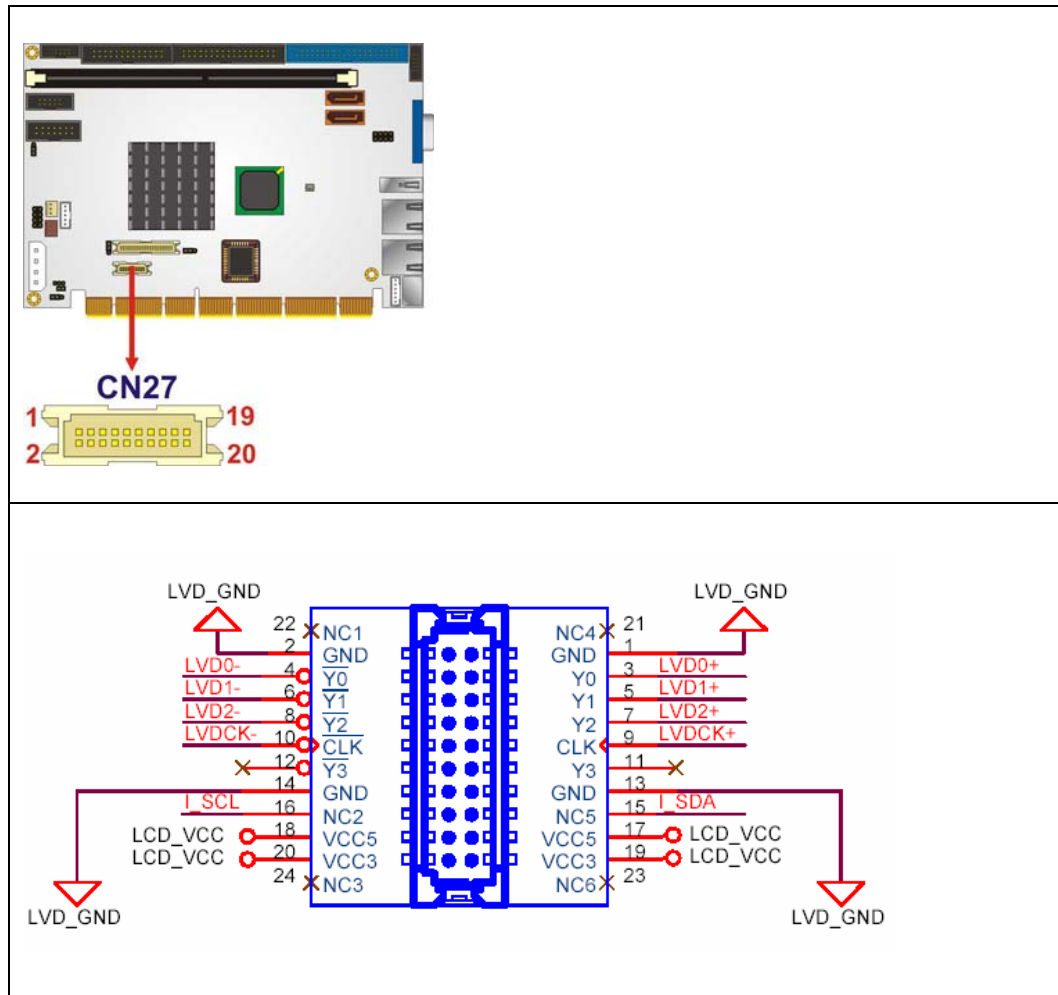 CN27
1 19
2 20
LVD_GND LVD_GND
22 NC1 NC4 21
2 GND GND 1
LVD0- 4 Y0 Y0 3 LVD0+
LVD1- 6 Y1 Y1 5 LVD1+
LVD2- 8 Y2 Y2 7 LVD2+
LVDCK- 10 CLK CLK 9 LVDCK+
12 Y3 Y3 11
14 GND GND 13
I_SCL 16 NC2 NC5 15 I_SDA
LCD_VCC 18 VCC5 VCC5 17 LCD_VCC
LCD_VCC 20 VCC3 VCC3 19 LCD_VCC
24 NC3 NC6 23
LVD_GND LVD_GND